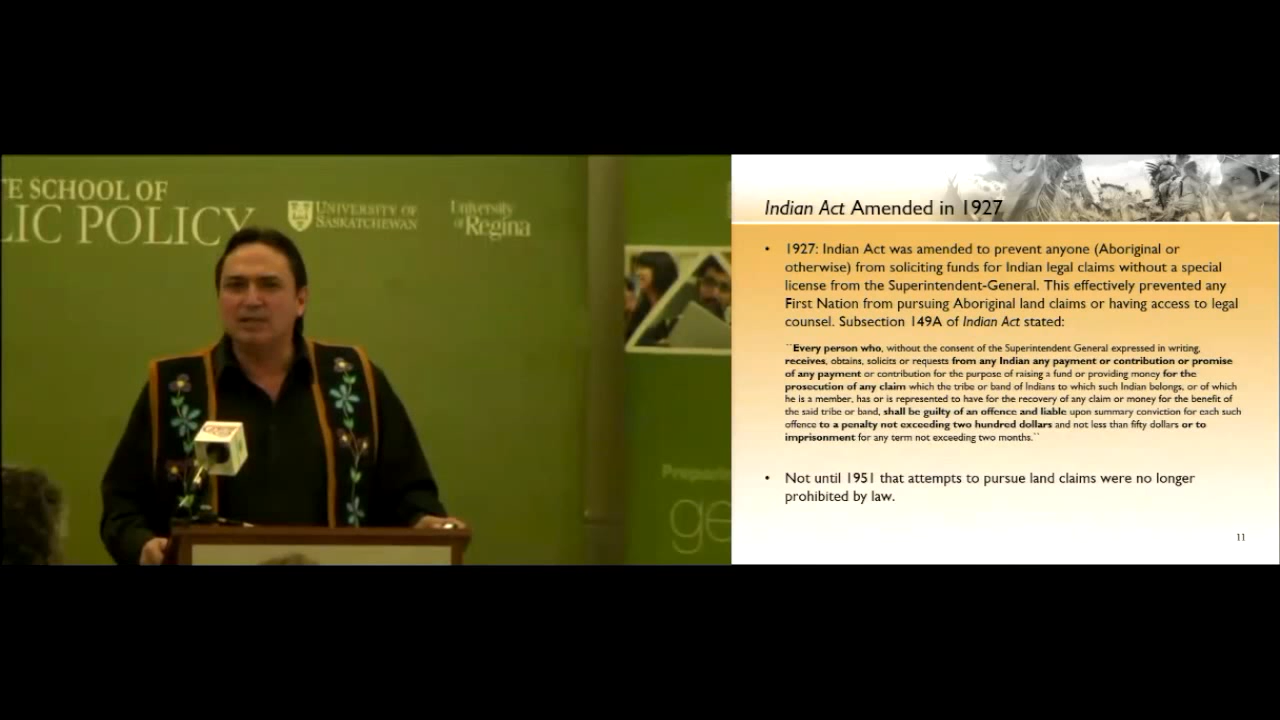 TE SCHOOL OF
LIC POLICY
UNIVERSITY OF
SASKATCHEWAN
University
of Regina
Indian Act Amended in 1927
• 1927: Indian Act was amended to prevent anyone (Aboriginal or
otherwise) from soliciting funds for Indian legal claims without a special
license from the Superintendent-General. This effectively prevented any
First Nation from pursuing Aboriginal land claims or having access to legal
counsel. Subsection 149A of Indian Act stated:
``Every person who, without the consent of the Superintendent General expressed in writing,
receives, obtains, solicits or requests from any Indian any payment or contribution or promise
of any payment or contribution for the purpose of raising a fund or providing money for the
prosecution of any claim which the tribe or band of Indians to which such Indian belongs, or of which
he is a member, has or is represented to have for the recovery of any claim or money for the benefit of
the said tribe or band, shall be guilty of an offence and liable upon summary conviction for each such
offence to a penalty not exceeding two hundred dollars and not less than fifty dollars or to
imprisonment for any term not exceeding two months.``
• Not until 1951 that attempts to pursue land claims were no longer
prohibited by law.
11
Prepari
ge